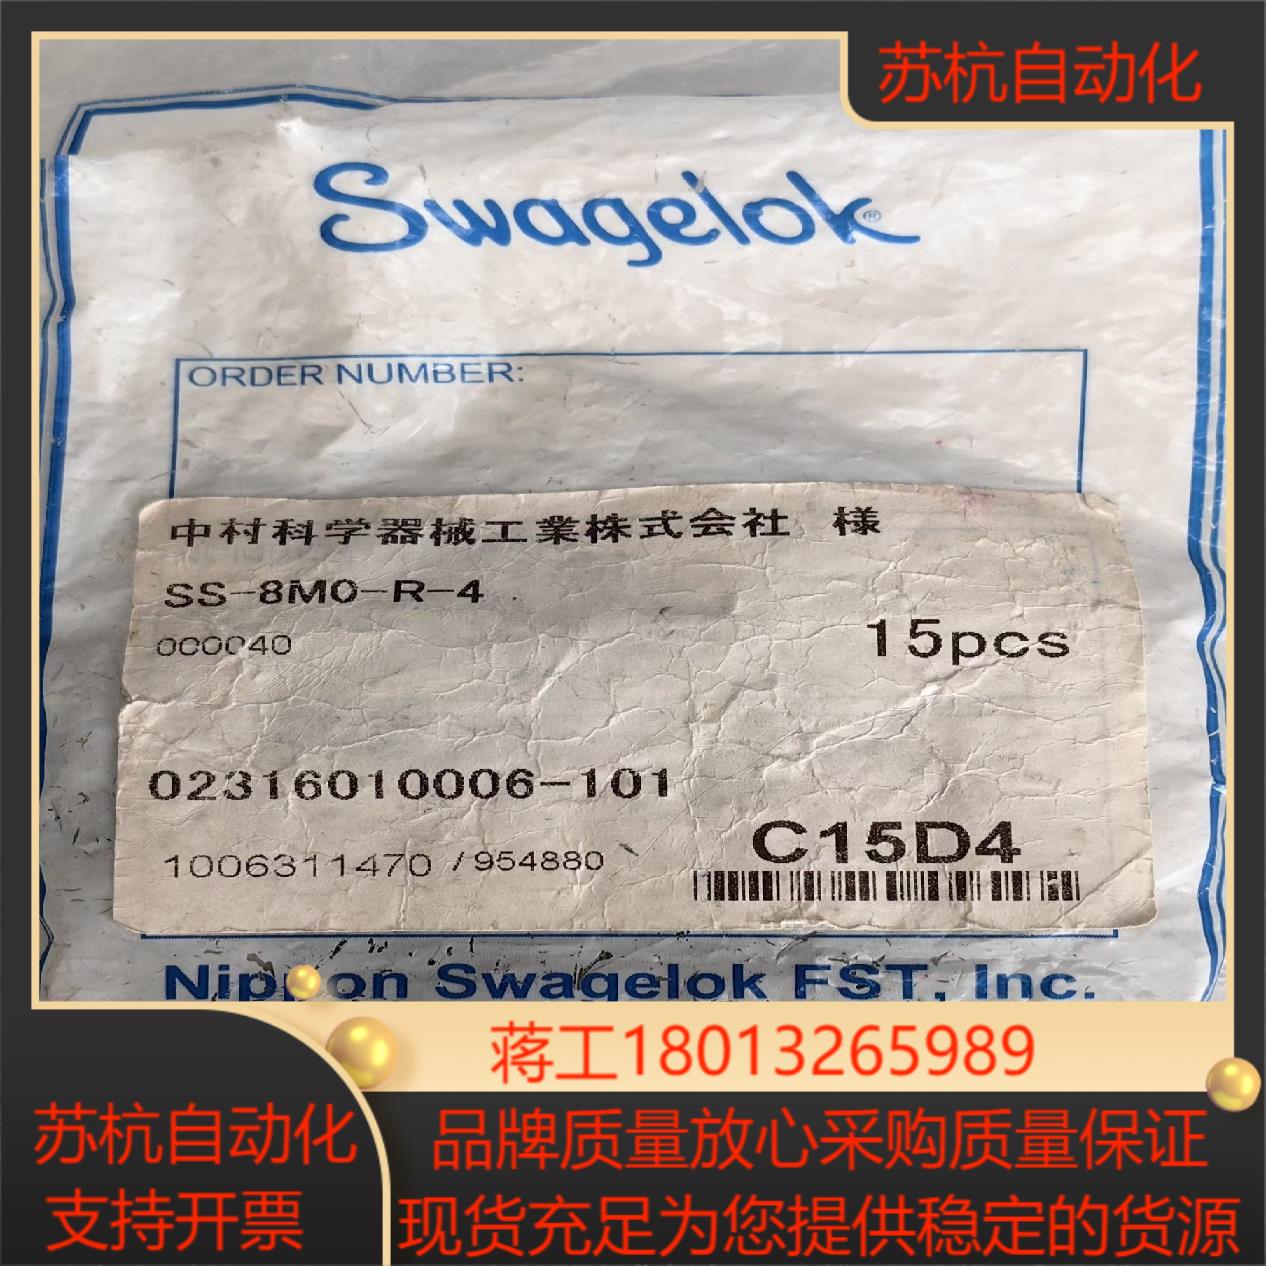 苏杭自动化
Swagelok®
ORDER NUMBER:
中村科学器械工業株式会社 様
SS-8M0-R-4
000040
15pcs
02316010006-101
1006311470 /954880
C15D4
Nippon Swagelok FST, Inc.
蒋工18013265989
苏杭自动化
支持开票
品牌质量放心采购质量保证
现货充足为您提供稳定的货源